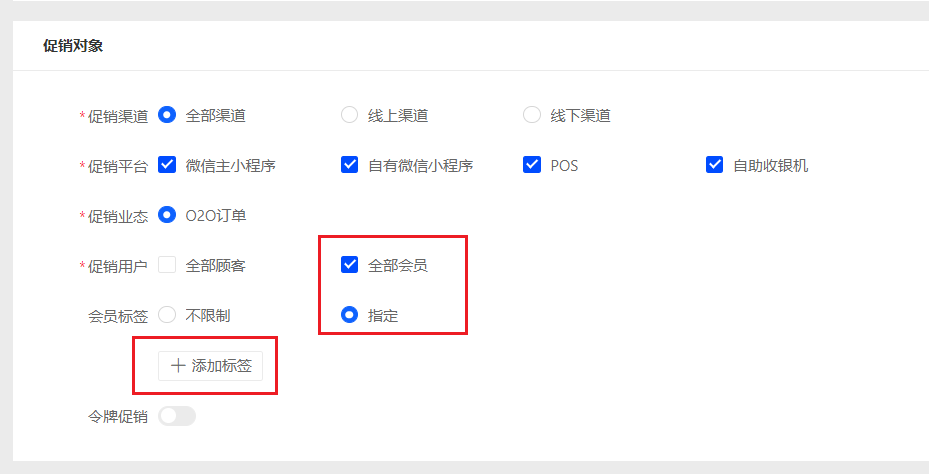 促销对象
*促销渠道 全部渠道 线上渠道 线下渠道
*促销平台 微信主小程序 自有微信小程序 POS 自助收银机
*促销业态 O2O订单
*促销用户 全部顾客 全部会员
会员标签 不限制 指定
+ 添加标签
令牌促销